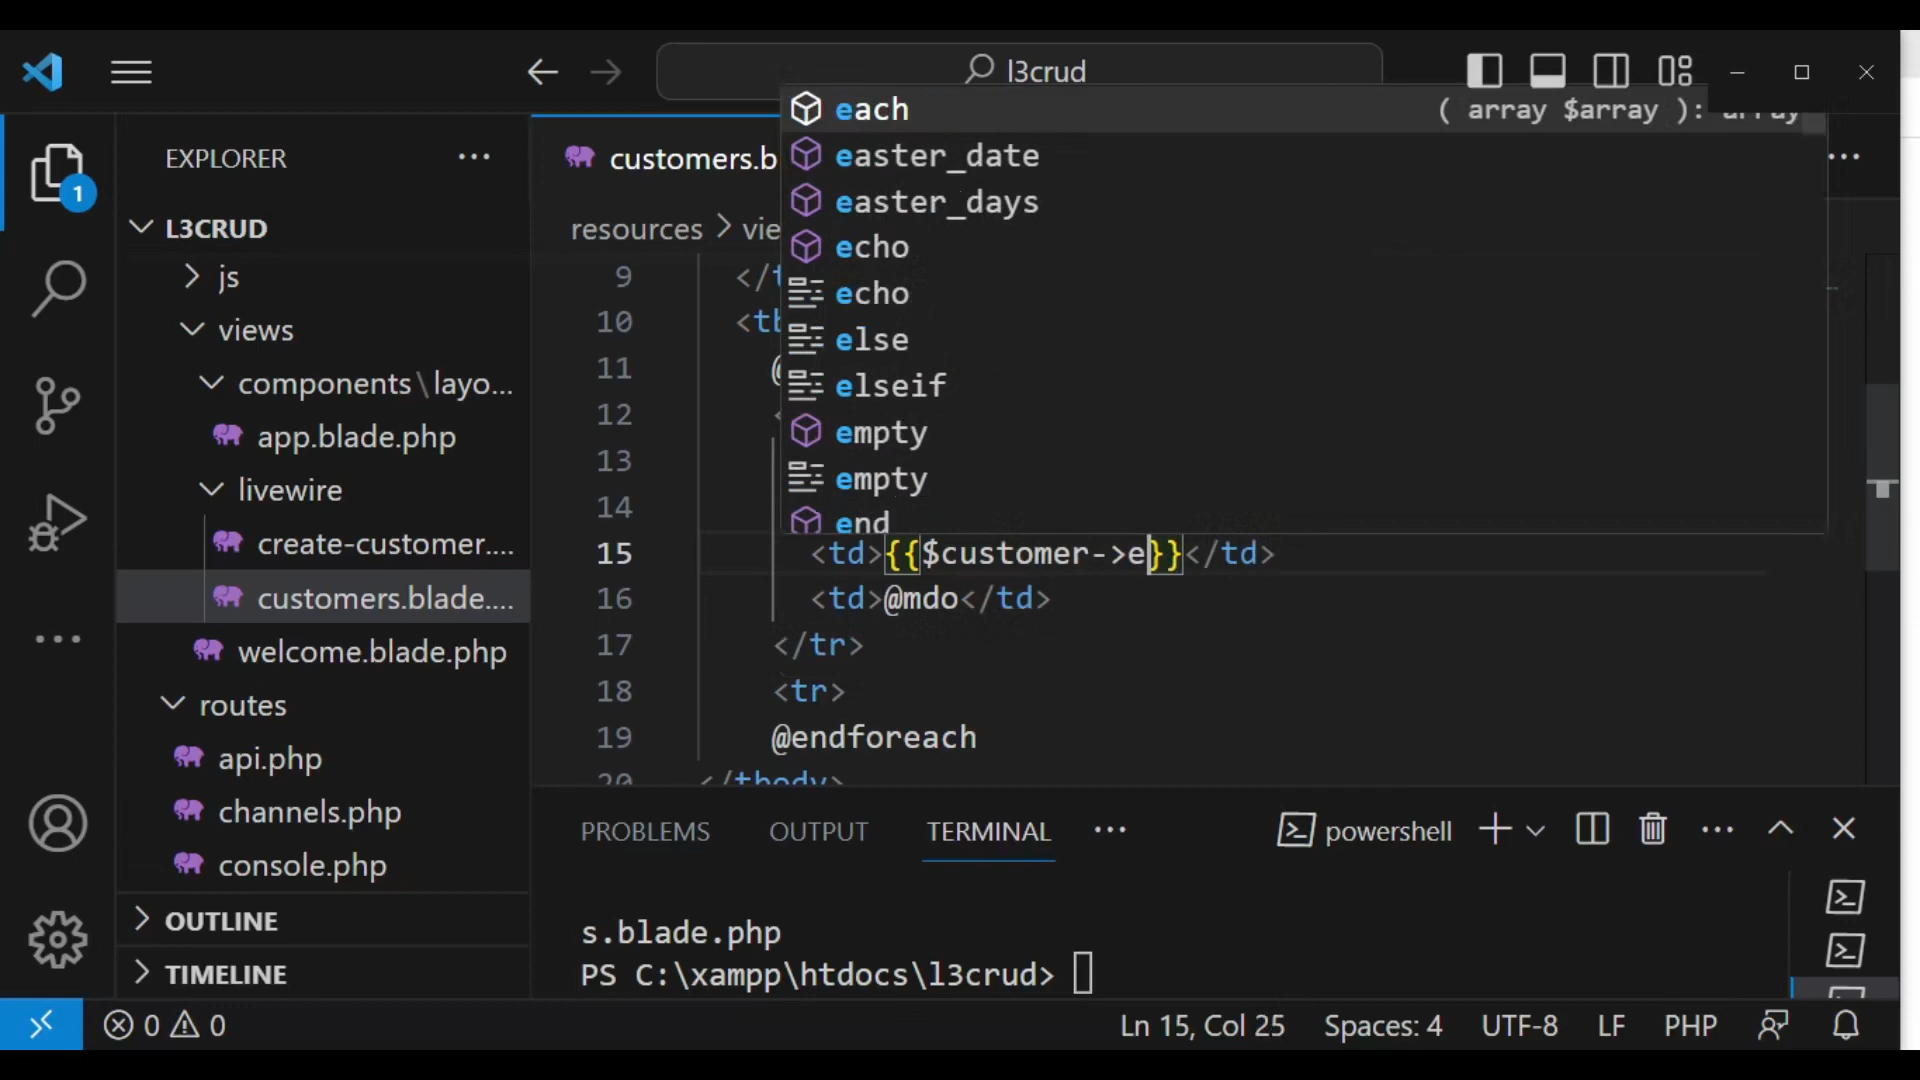 l3crud
EXPLORER
1
L3CRUD
js
views
components\layo...
app.blade.php
livewire
create-customer....
customers.blade....
welcome.blade.php
routes
api.php
channels.php
console.php
OUTLINE
TIMELINE
customers.b
resources > vie
each ( array $array ): array
easter_date
easter_days
echo
echo
else
elseif
empty
empty
end
9 </t
10 <tb
11 @
12 <
13
14
15 <td>{{$customer->e}}</td>
16 <td>@mdo</td>
17 </tr>
18 <tr>
19 @endforeach
20 </tbody>
PROBLEMS OUTPUT TERMINAL powershell
s.blade.php
PS C:\xampp\htdocs\l3crud>
0 0 Ln 15, Col 25 Spaces: 4 UTF-8 LF PHP